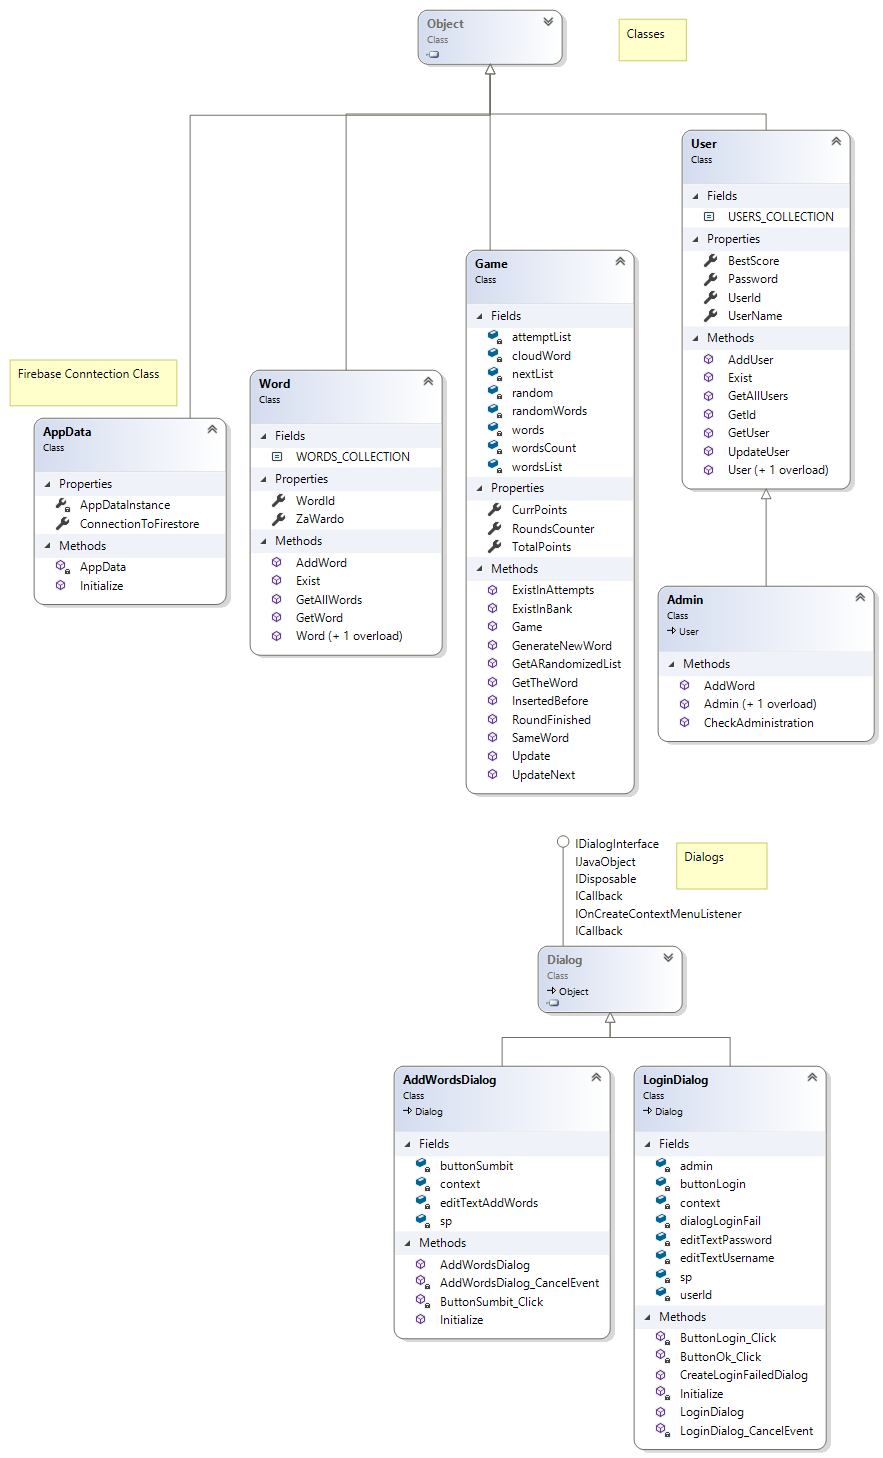 Object
Class
Classes
User
Class
Fields
USERS_COLLECTION
Properties
BestScore
Password
UserId
UserName
Methods
AddUser
Exist
GetAllUsers
GetId
GetUser
UpdateUser
User (+ 1 overload)
Game
Class
Fields
attemptList
cloudWord
nextList
random
randomWords
words
wordsCount
wordsList
Properties
CurrPoints
RoundsCounter
TotalPoints
Methods
ExistInAttempts
ExistInBank
Game
GenerateNewWord
GetARandomizedList
GetTheWord
InsertedBefore
RoundFinished
SameWord
Update
UpdateNext
Firebase Conntection Class
Word
Class
Fields
WORDS_COLLECTION
Properties
WordId
ZaWardo
Methods
AddWord
Exist
GetAllWords
GetWord
Word (+ 1 overload)
AppData
Class
Properties
AppDataInstance
ConnectionToFirestore
Methods
AppData
Initialize
Admin
Class
User
Methods
AddWord
Admin (+ 1 overload)
CheckAdministration
IDialogInterface
IJavaObject
IDisposable
ICallback
IOnCreateContextMenuListener
ICallback
Dialogs
Dialog
Class
Object
AddWordsDialog
Class
Dialog
Fields
buttonSumbit
context
editTextAddWords
sp
Methods
AddWordsDialog
AddWordsDialog_CancelEvent
ButtonSumbit_Click
Initialize
LoginDialog
Class
Dialog
Fields
admin
buttonLogin
context
dialogLoginFail
editTextPassword
editTextUsername
sp
userId
Methods
ButtonLogin_Click
ButtonOk_Click
CreateLoginFailedDialog
Initialize
LoginDialog
LoginDialog_CancelEvent